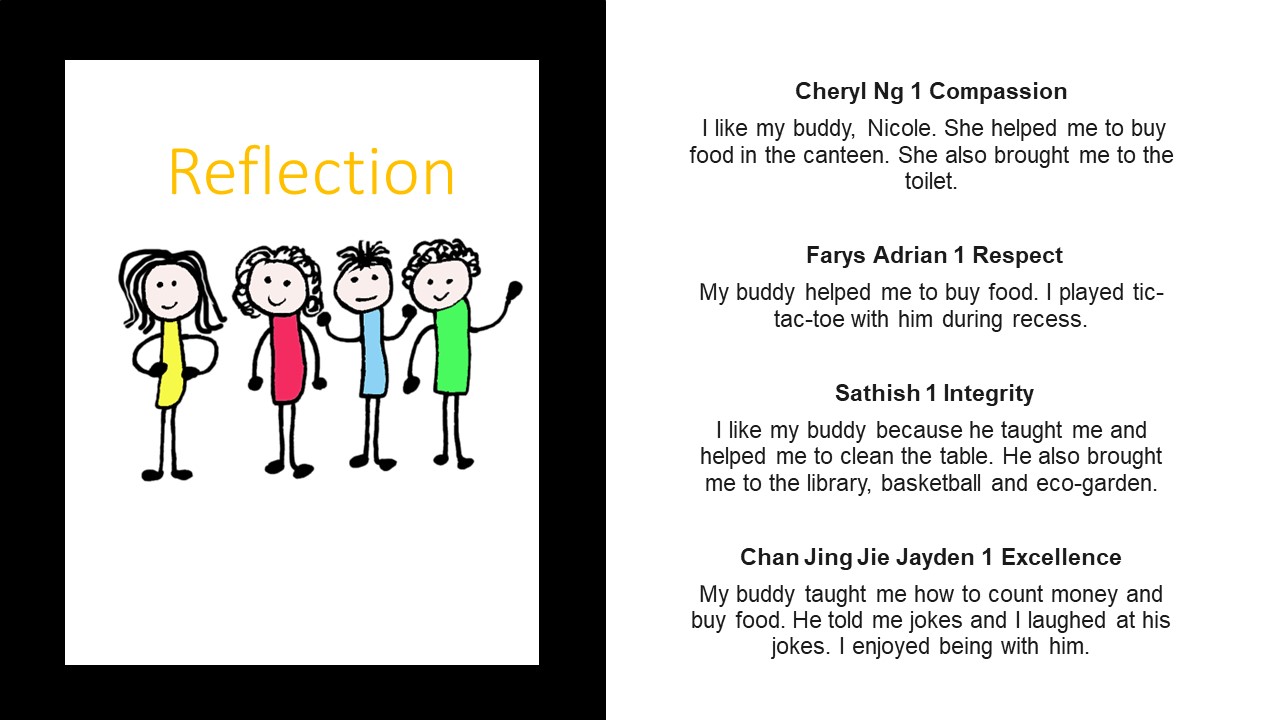 Reflection
Cheryl Ng 1 Compassion
I like my buddy, Nicole. She helped me to buy
food in the canteen. She also brought me to the
toilet.
Farys Adrian 1 Respect
My buddy helped me to buy food. I played tic-
tac-toe with him during recess.
Sathish 1 Integrity
I like my buddy because he taught me and
helped me to clean the table. He also brought
me to the library, basketball and eco-garden.
Chan Jing Jie Jayden 1 Excellence
My buddy taught me how to count money and
buy food. He told me jokes and I laughed at his
jokes. I enjoyed being with him.